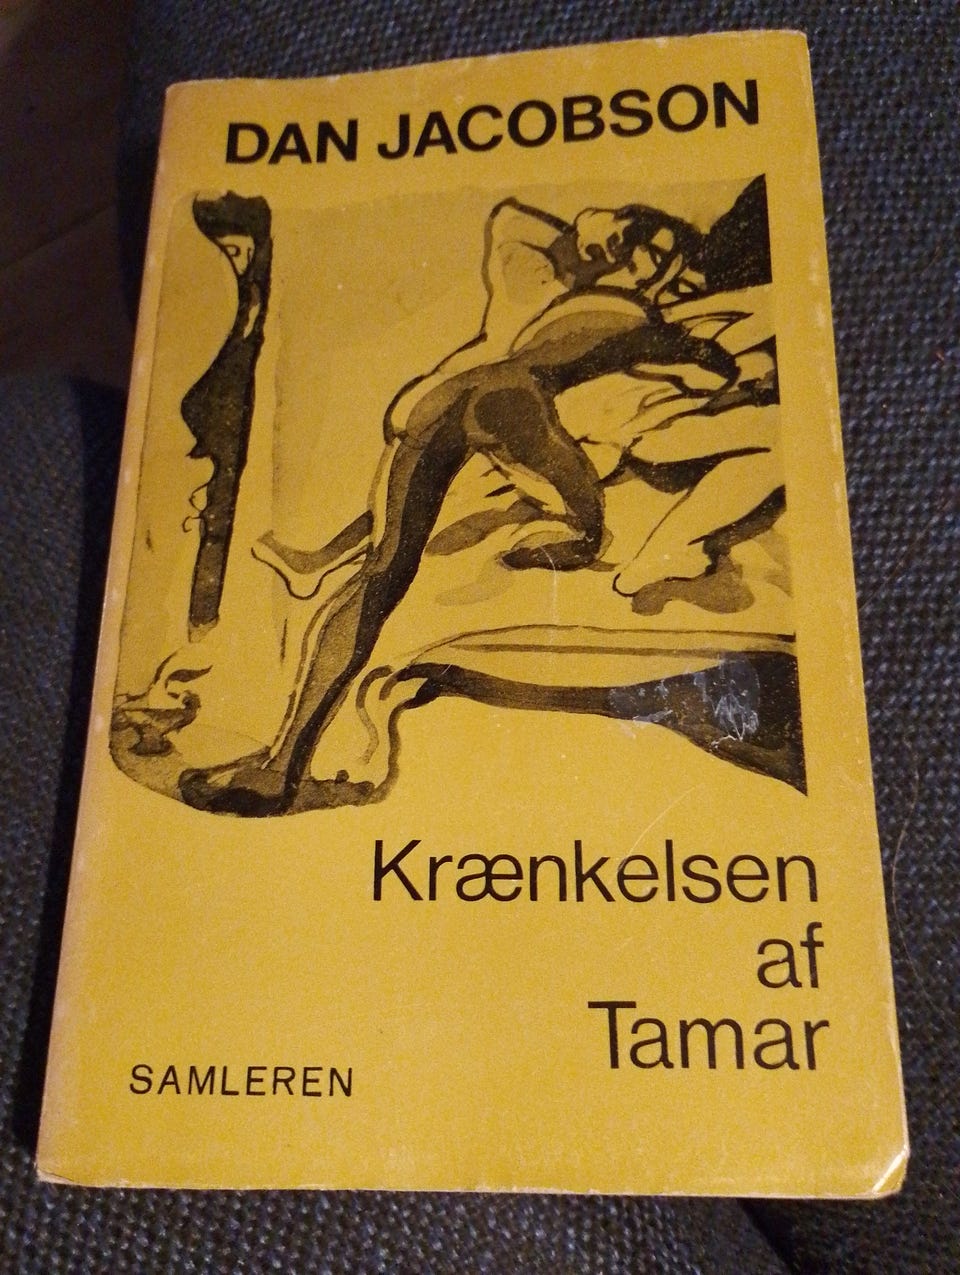 DAN JACOBSON
Krænkelsen
af
Tamar
SAMLEREN